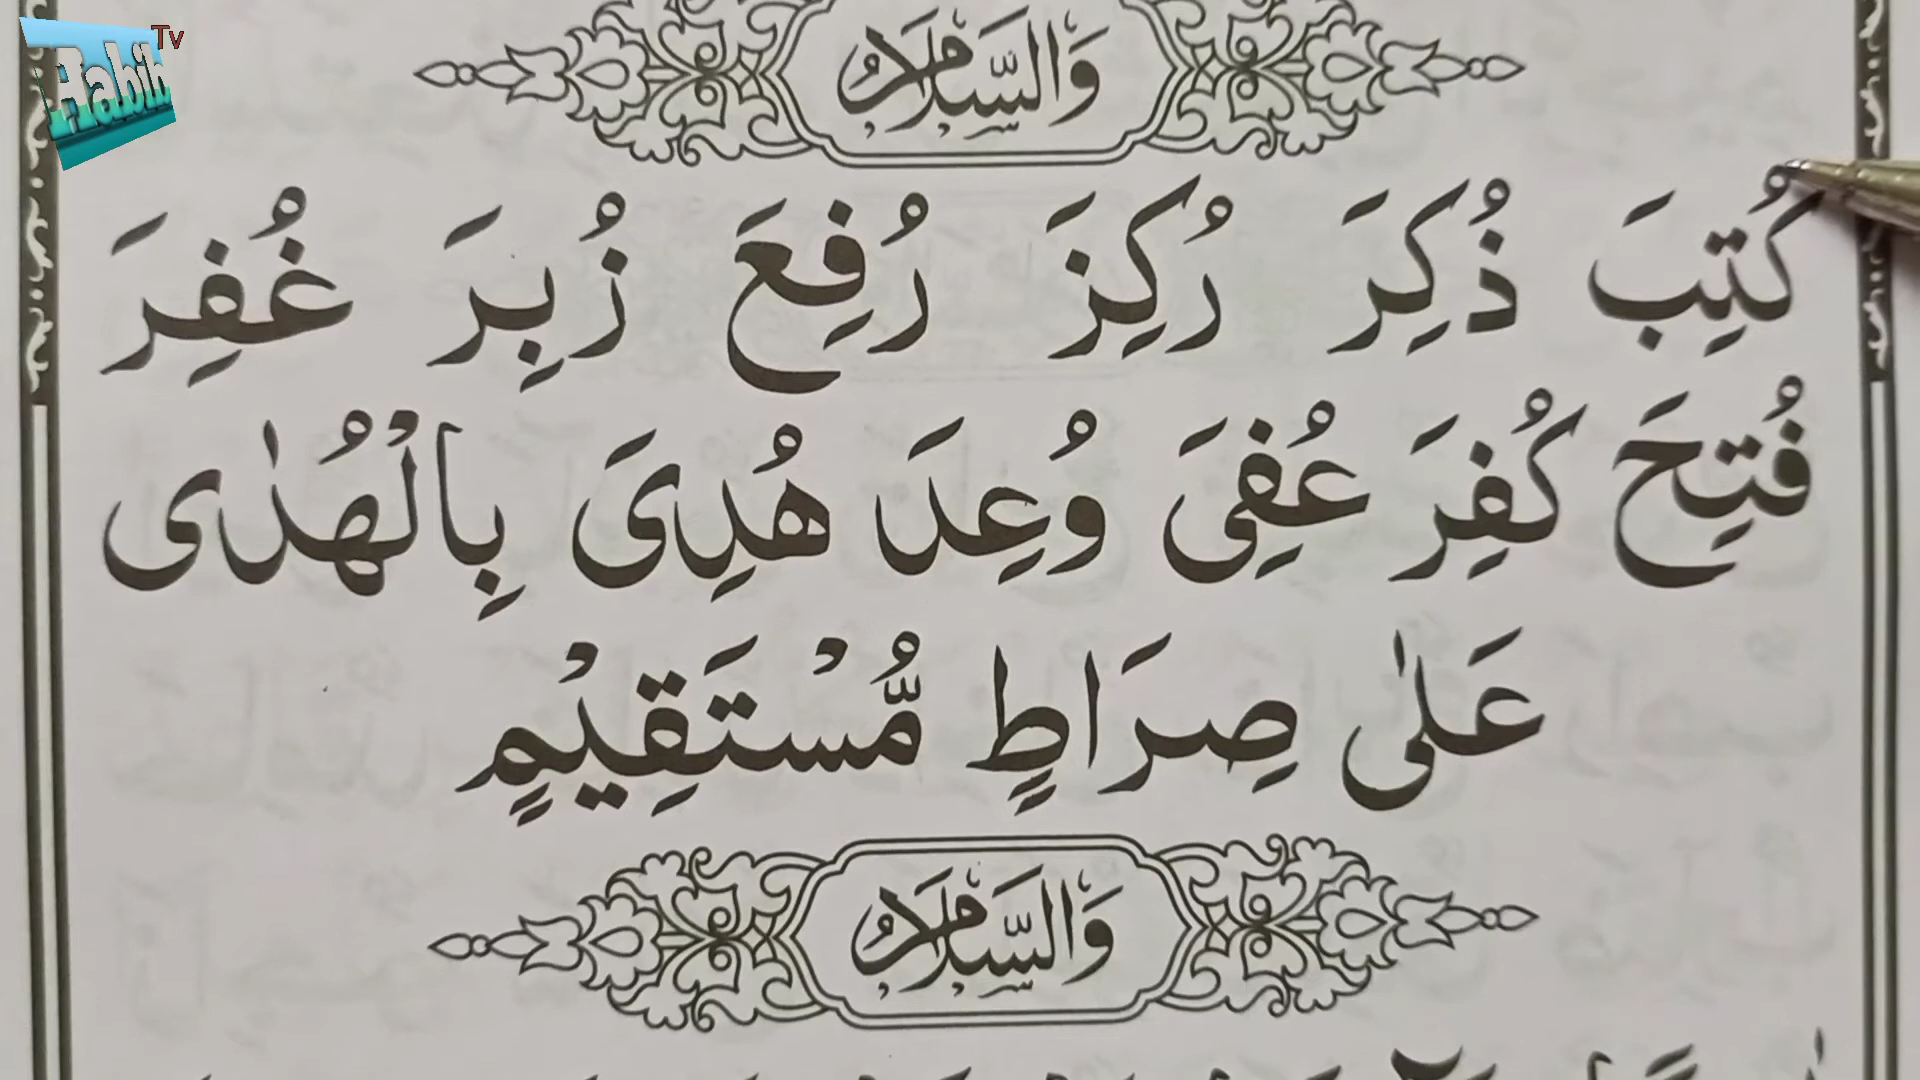 Habib Tv
وَالسَّلَامُ
كُتِبَ ذُكِرَ رُكِزَ رُفِعَ زُبِرَ غُفِرَ
فُتِحَ كُفِرَ عُفِیَ وُعِدَ هُدِیَ بِالْهُدٰی
عَلٰی صِرَاطٍ مُّسْتَقِیْمٍ
وَالسَّلَامُ